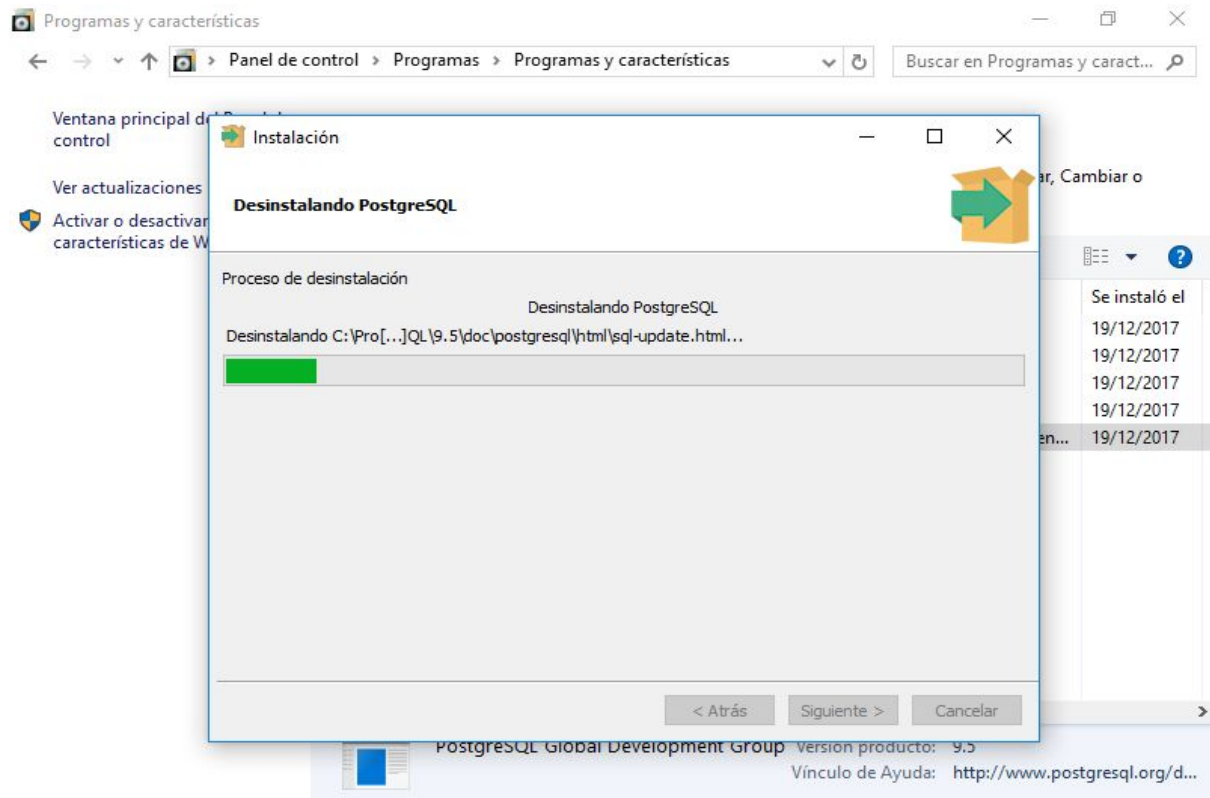 Programas y características
Panel de control > Programas > Programas y características
Buscar en Programas y caract...
Ventana principal del
control
Ver actualizaciones
Activar o desactivar
características de W
Instalación
Desinstalando PostgreSQL
Proceso de desinstalación
Desinstalando PostgreSQL
Desinstalando C:\Pro[...]QL\9.5\doc\postgresql\html\sql-update.html...
< Atrás
Siguiente >
Cancelar
ar, Cambiar o
Se instaló el
19/12/2017
19/12/2017
19/12/2017
19/12/2017
en... 19/12/2017
PostgreSQL Global Development Group Versión producto: 9.5
Vínculo de Ayuda: http://www.postgresql.org/d...